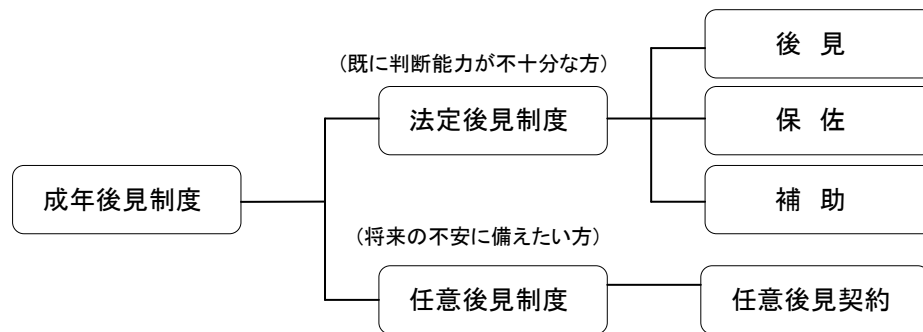 後 見
(既に判断能力が不十分な方)
法定後見制度
保 佐
成年後見制度
補 助
(将来の不安に備えたい方)
任意後見制度
任意後見契約